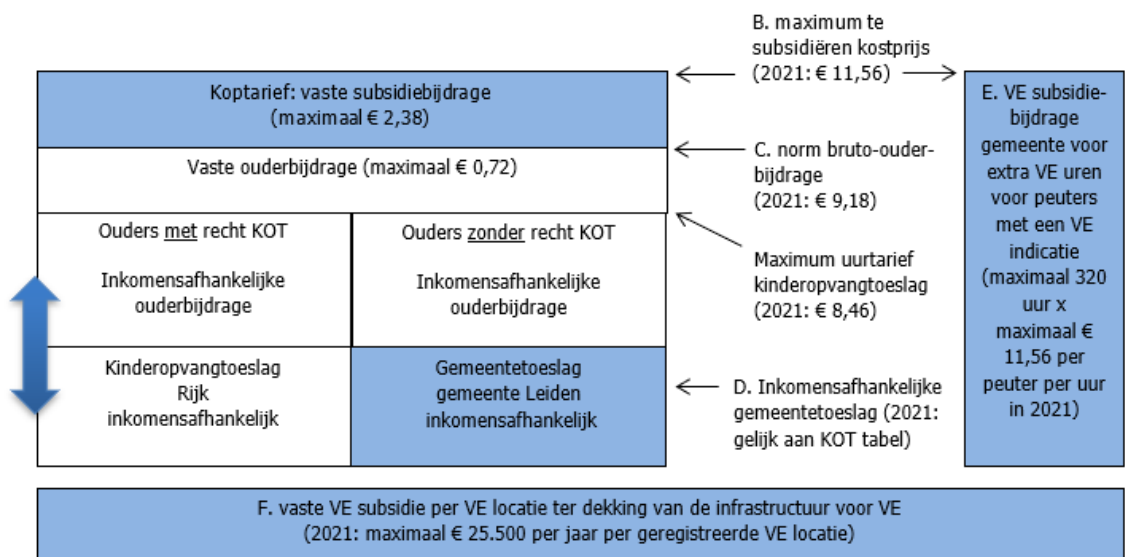 B. maximum te
subsidiëren kostprijs
(2021: € 11,56)
Koptarief: vaste subsidiebijdrage
(maximaal € 2,38)
Vaste ouderbijdrage (maximaal € 0,72)
C. norm bruto-ouder-
bijdrage
(2021: € 9,18)
Ouders met recht KOT
Inkomensafhankelijke
ouderbijdrage
Ouders zonder recht KOT
Inkomensafhankelijke
ouderbijdrage
Maximum uurtarief
kinderopvangtoeslag
(2021: € 8,46)
Kinderopvangtoeslag
Rijk
inkomensafhankelijk
Gemeentetoeslag
gemeente Leiden
inkomensafhankelijk
D. Inkomensafhankelijke
gemeentetoeslag (2021:
gelijk aan KOT tabel)
E. VE subsidie-
bijdrage
gemeente voor
extra VE uren
voor peuters
met een VE
indicatie
(maximaal 320
uur x
maximaal €
11,56 per
peuter per uur
in 2021)
F. vaste VE subsidie per VE locatie ter dekking van de infrastructuur voor VE
(2021: maximaal € 25.500 per jaar per geregistreerde VE locatie)